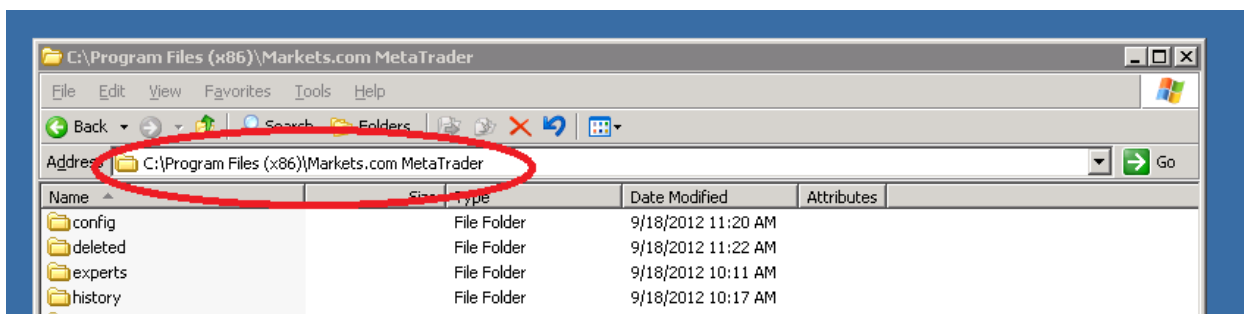 C:\Program Files (x86)\Markets.com MetaTrader
File Edit View Favorites Tools Help
Back Search Folders
Address C:\Program Files (x86)\Markets.com MetaTrader Go
Name Size Type Date Modified Attributes
config File Folder 9/18/2012 11:20 AM
deleted File Folder 9/18/2012 11:22 AM
experts File Folder 9/18/2012 10:11 AM
history File Folder 9/18/2012 10:17 AM